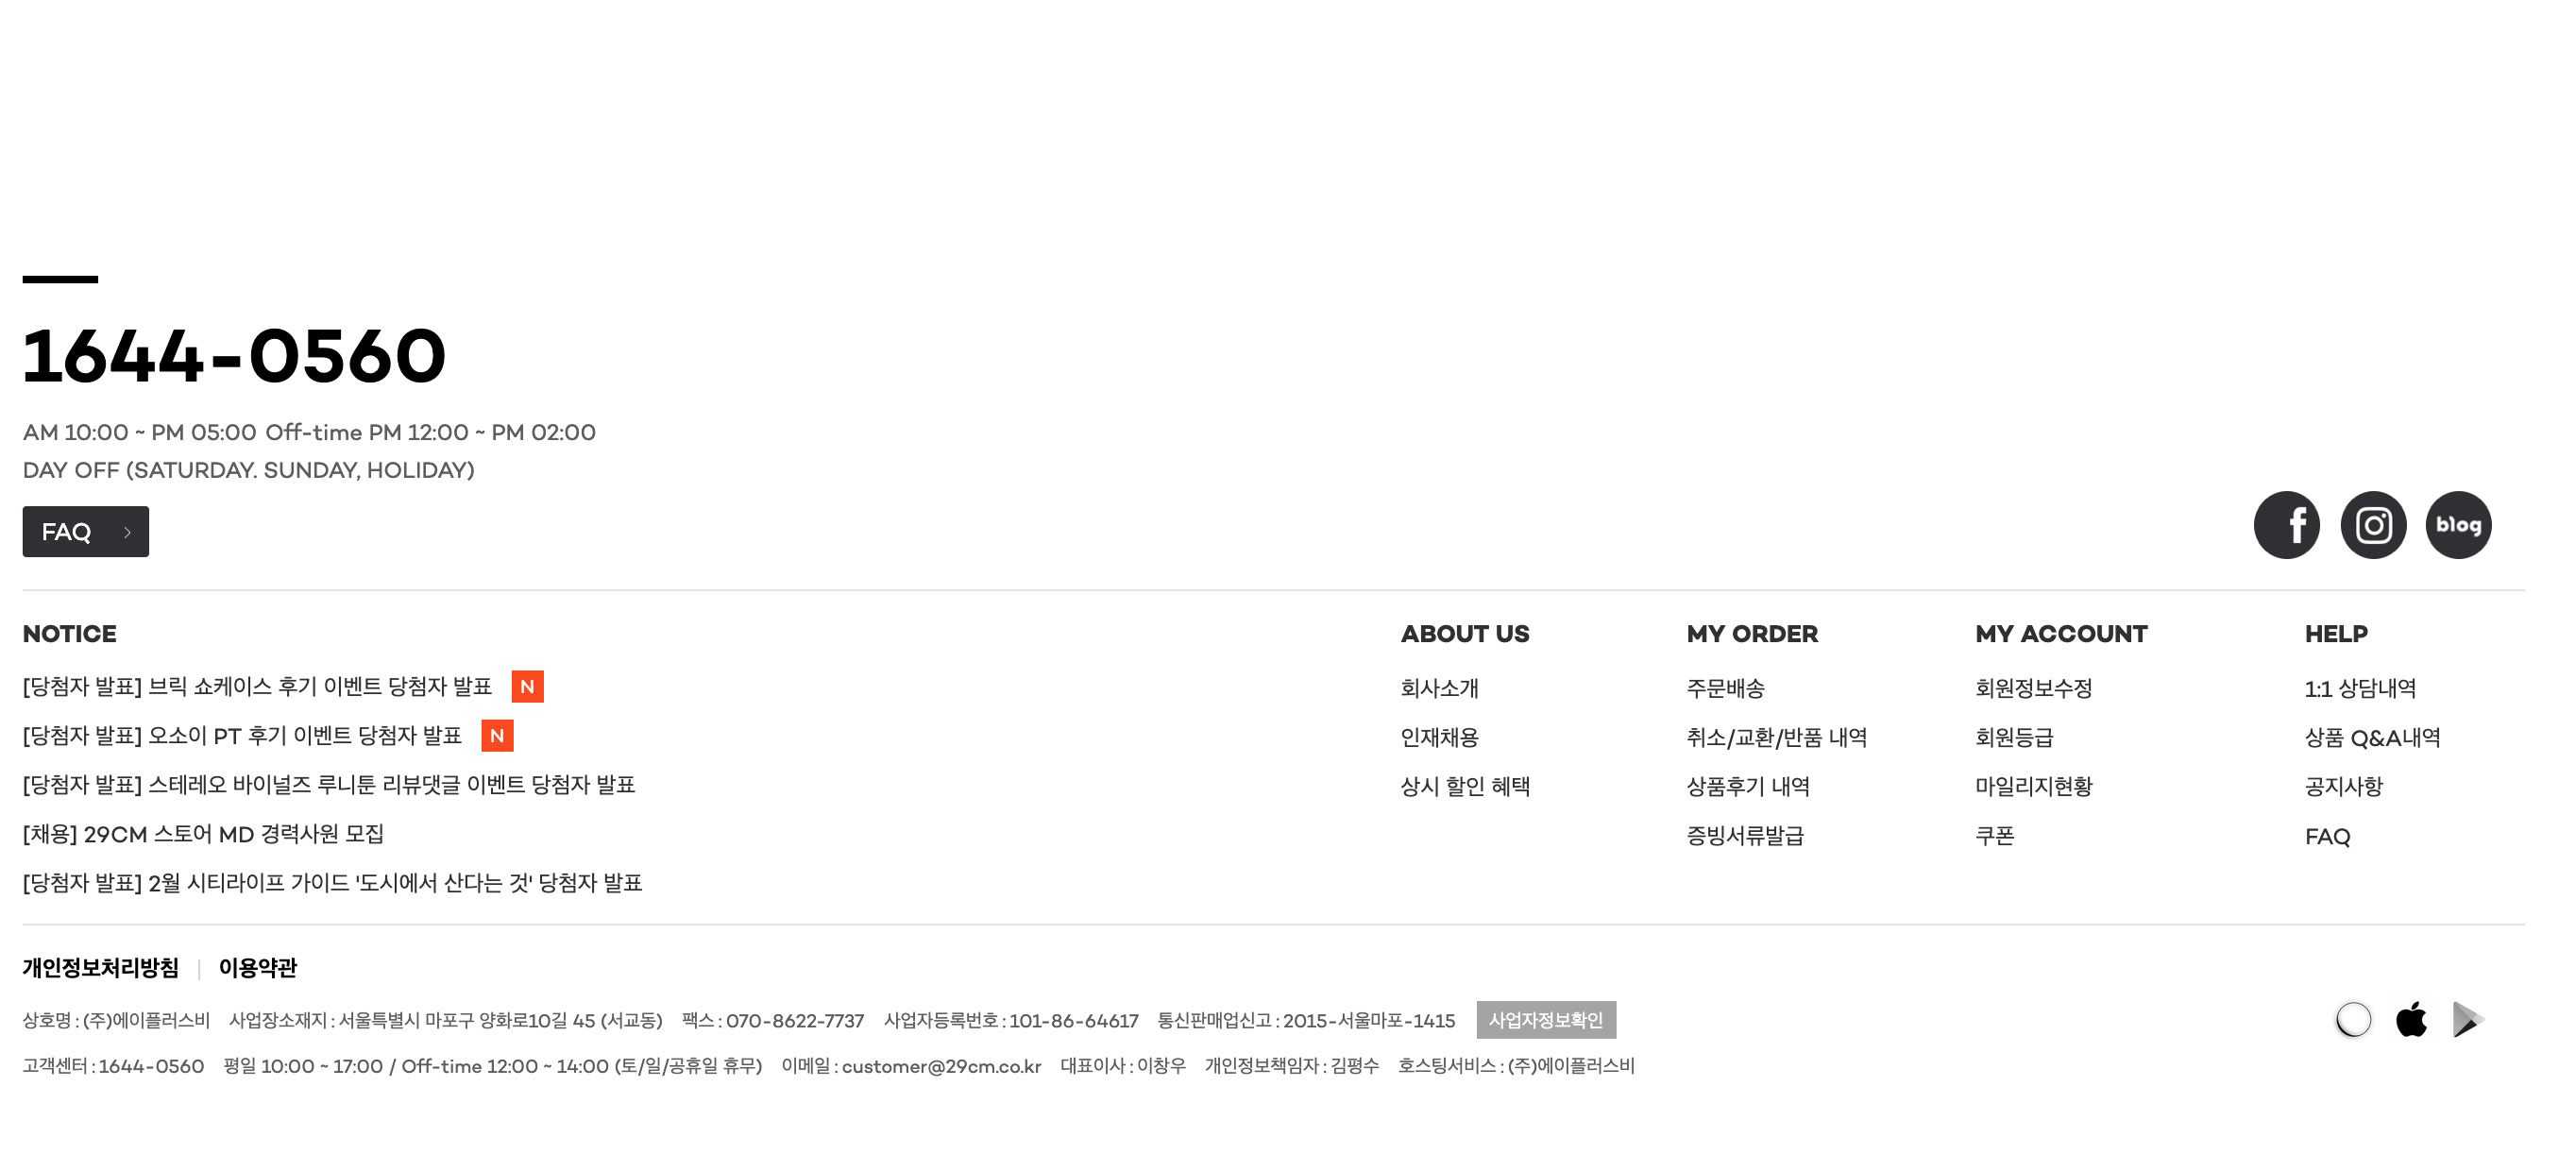 1644-0560
AM 10:00 ~ PM 05:00 Off-time PM 12:00 ~ PM 02:00
DAY OFF (SATURDAY. SUNDAY, HOLIDAY)
FAQ
f
blog
NOTICE
[당첨자 발표] 브릭 쇼케이스 후기 이벤트 당첨자 발표 N
[당첨자 발표] 오소이 PT 후기 이벤트 당첨자 발표 N
[당첨자 발표] 스테레오 바이널즈 루니툰 리뷰댓글 이벤트 당첨자 발표
[채용] 29CM 스토어 MD 경력사원 모집
[당첨자 발표] 2월 시티라이프 가이드 '도시에서 산다는 것' 당첨자 발표
ABOUT US
회사소개
인재채용
상시 할인 혜택
MY ORDER
주문배송
취소/교환/반품 내역
상품후기 내역
증빙서류발급
MY ACCOUNT
회원정보수정
회원등급
마일리지현황
쿠폰
HELP
1:1 상담내역
상품 Q&A내역
공지사항
FAQ
개인정보처리방침 | 이용약관
상호명 : (주)에이플러스비 사업장소재지 : 서울특별시 마포구 양화로10길 45 (서교동) 팩스 : 070-8622-7737 사업자등록번호 : 101-86-64617 통신판매업신고 : 2015-서울마포-1415 사업자정보확인
고객센터 : 1644-0560 평일 10:00 ~ 17:00 / Off-time 12:00 ~ 14:00 (토/일/공휴일 휴무) 이메일 : customer@29cm.co.kr 대표이사 : 이창우 개인정보책임자 : 김평수 호스팅서비스 : (주)에이플러스비